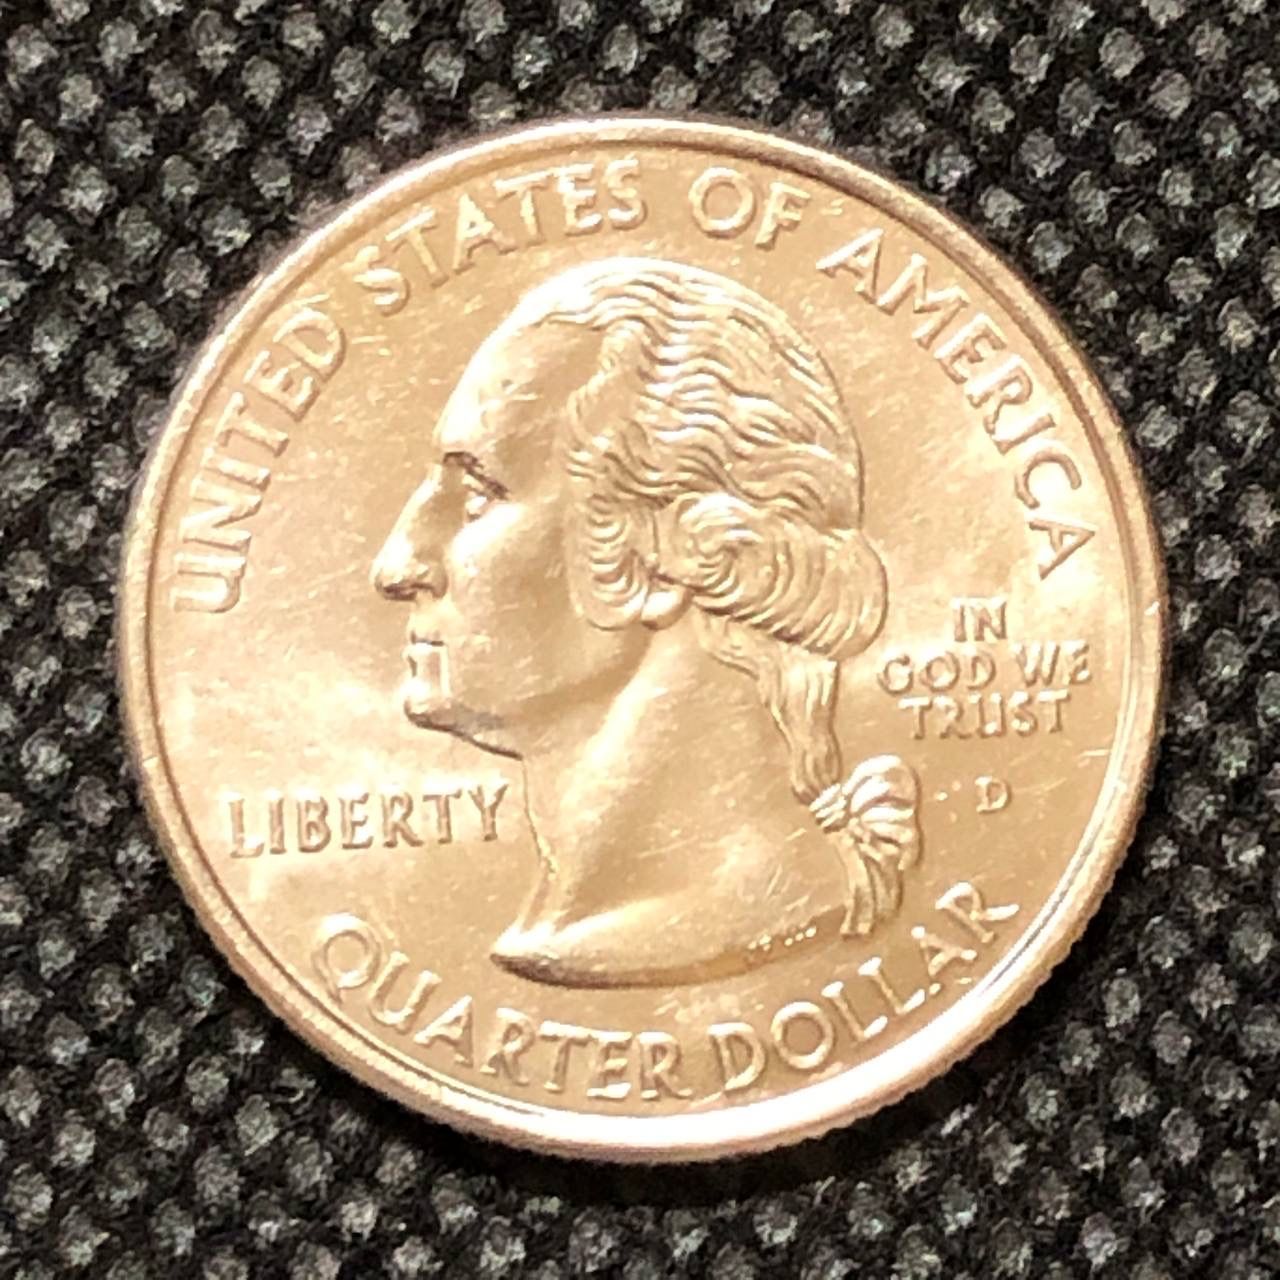 UNITED STATES OF AMERICA
IN
GOD WE
TRUST
LIBERTY
D
QUARTER DOLLAR